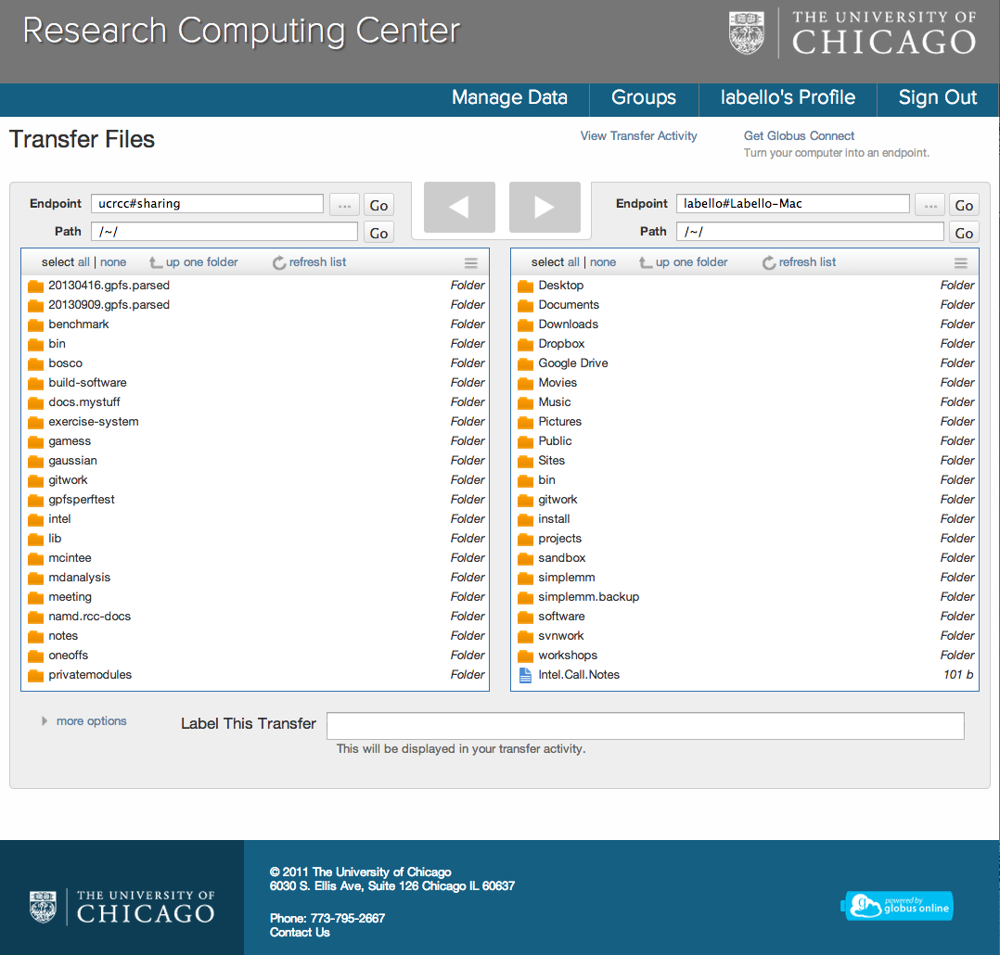 Research Computing Center
THE UNIVERSITY OF
CHICAGO
Manage Data Groups labello's Profile Sign Out
Transfer Files
View Transfer Activity
Get Globus Connect
Turn your computer into an endpoint.
Endpoint ucrcc#sharing ... Go
Path /~/ Go
select all | none up one folder refresh list
20130416.gpfs.parsed Folder
20130909.gpfs.parsed Folder
benchmark Folder
bin Folder
bosco Folder
build-software Folder
docs.mystuff Folder
exercise-system Folder
gamess Folder
gaussian Folder
gitwork Folder
gpfsperftest Folder
intel Folder
lib Folder
mcintee Folder
mdanalysis Folder
meeting Folder
namd.rcc-docs Folder
notes Folder
oneoffs Folder
privatemodules Folder
Endpoint labello#Labello-Mac ... Go
Path /~/ Go
select all | none up one folder refresh list
Desktop Folder
Documents Folder
Downloads Folder
Dropbox Folder
Google Drive Folder
Movies Folder
Music Folder
Pictures Folder
Public Folder
Sites Folder
bin Folder
gitwork Folder
install Folder
projects Folder
sandbox Folder
simplemm Folder
simplemm.backup Folder
software Folder
svnwork Folder
workshops Folder
Intel.Call.Notes 101 b
more options
Label This Transfer
This will be displayed in your transfer activity.
THE UNIVERSITY OF
CHICAGO
© 2011 The University of Chicago
6030 S. Ellis Ave, Suite 126 Chicago IL 60637
Phone: 773-795-2667
Contact Us
powered by
globus online